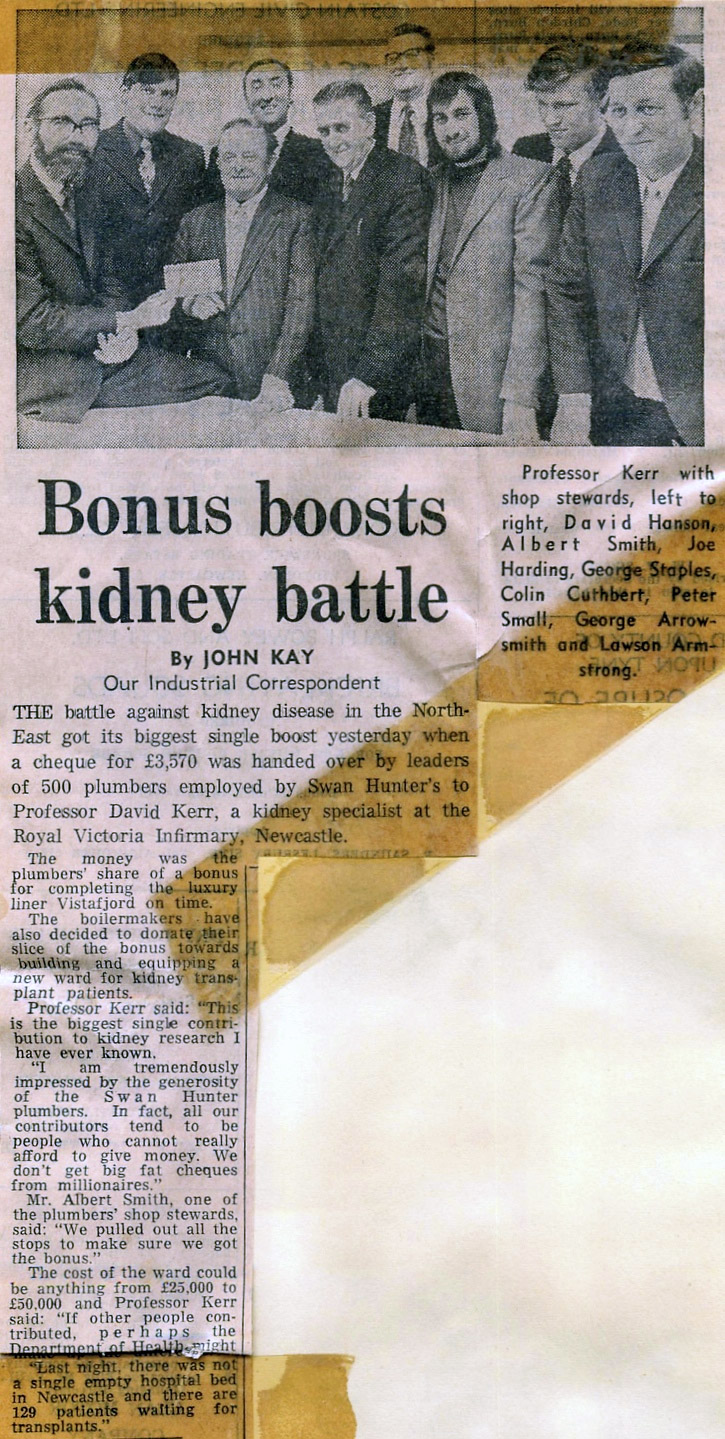 Professor Kerr with
shop stewards, left to
right, David Hanson,
Albert Smith, Joe
Harding, George Staples,
Colin Cuthbert, Peter
Small, George Arrow-
smith and Lawson Arm-
strong.
Bonus boosts
kidney battle
By JOHN KAY
Our Industrial Correspondent
THE battle against kidney disease in the North-
East got its biggest single boost yesterday when
a cheque for £3,570 was handed over by leaders
of 500 plumbers employed by Swan Hunter's to
Professor David Kerr, a kidney specialist at the
Royal Victoria Infirmary, Newcastle.
The money was the
plumbers' share of a bonus
for completing the luxury
liner Vistafjord on time.
The boilermakers have
also decided to donate their
slice of the bonus towards
building and equipping a
new ward for kidney trans-
plant patients.
Professor Kerr said: "This
is the biggest single contri-
bution to kidney research I
have ever known.
"I am tremendously
impressed by the generosity
of the Swan Hunter
plumbers. In fact, all our
contributors tend to be
people who cannot really
afford to give money. We
don't get big fat cheques
from millionaires."
Mr. Albert Smith, one of
the plumbers' shop stewards,
said: "We pulled out all the
stops to make sure we got
the bonus."
The cost of the ward could
be anything from £25,000 to
£50,000 and Professor Kerr
said: "If other people con-
tributed, perhaps the
Department of Health might
"Last night, there was not
a single empty hospital bed
in Newcastle and there are
129 patients waiting for
transplants."